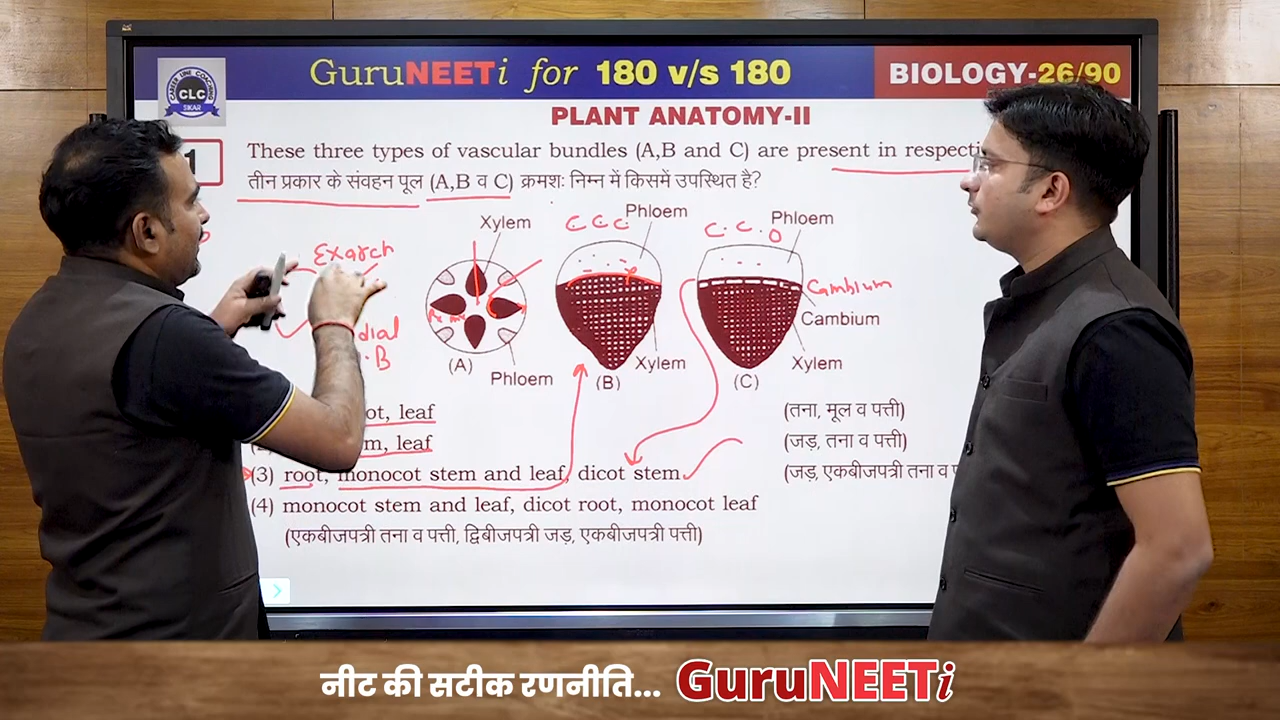 GuruNEETi for 180 v/s 180
BIOLOGY-26/90
CAREER LINE COACHING
CLC
SIKAR
PLANT ANATOMY-II
1
These three types of vascular bundles (A,B and C) are present in
तीन प्रकार के संवहन पूल (A,B व C) क्रमशः निम्न में किसमें उपस्थित है?
Exarch
Xylem
C C C
Phloem
C. C. O
Phloem
Cambium
Cambium
(A)
Phloem
Xylem
(B)
Xylem
(C)
leaf
(तना, मूल व पत्ती)
leaf
(जड़, तना व पत्ती)
(3) root, monocot stem and leaf, dicot stem
(जड़, एकबीजपत्री तना व
(4) monocot stem and leaf, dicot root, monocot leaf
(एकबीजपत्री तना व पत्ती, द्विबीजपत्री जड़, एकबीजपत्री पत्ती)
नीट की सटीक रणनीति... GuruNEETi